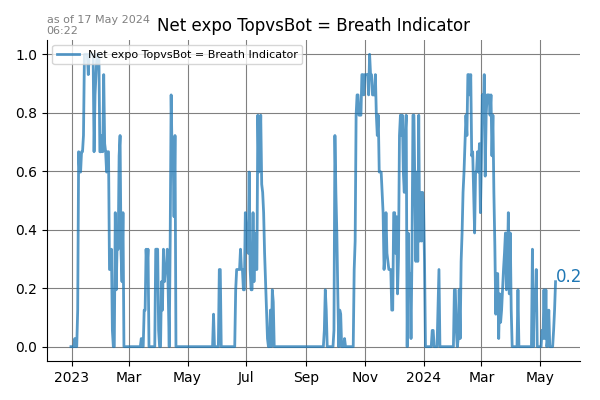 as of 17 May 2024
06:22
Net expo TopvsBot = Breath Indicator
Net expo TopvsBot = Breath Indicator
1.0
0.8
0.6
0.4
0.2
0.0
0.2
2023 Mar May Jul Sep Nov 2024 Mar May